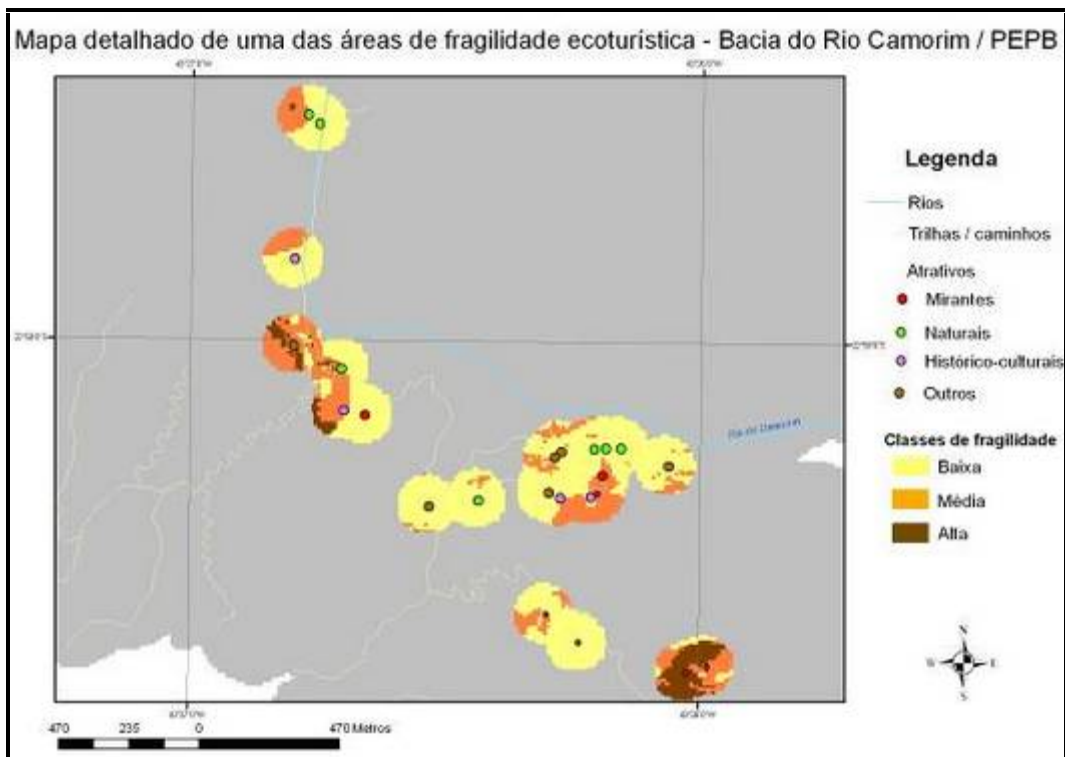 Mapa detalhado de uma das áreas de fragilidade ecoturística - Bacia do Rio Camorim / PEPB
Legenda
Rios
Trilhas / caminhos
Atrativos
Mirantes
Naturais
Histórico-culturais
Outros
Classes de fragilidade
Baixa
Média
Alta
N
W E
S
470 235 0 470 Metros